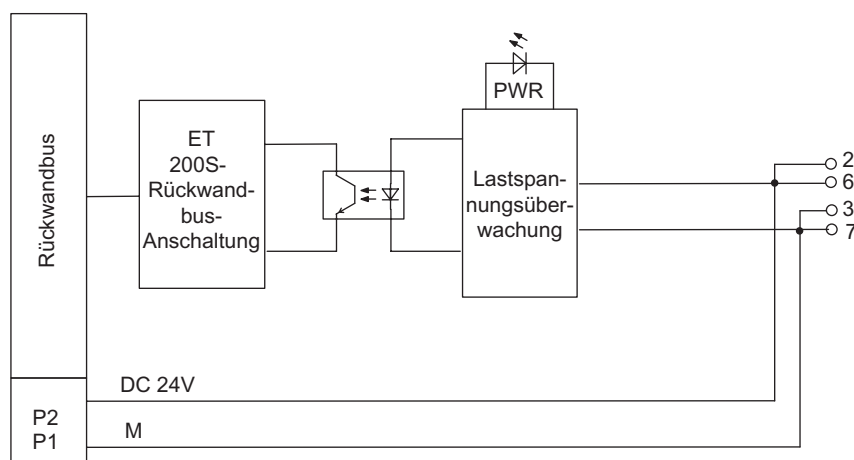 PWR
Rückwandbus
ET
200S-
Rückwand-
bus-
Anschaltung
Lastspan-
nungsüber-
wachung
2
6
3
7
DC 24V
P2
P1
M